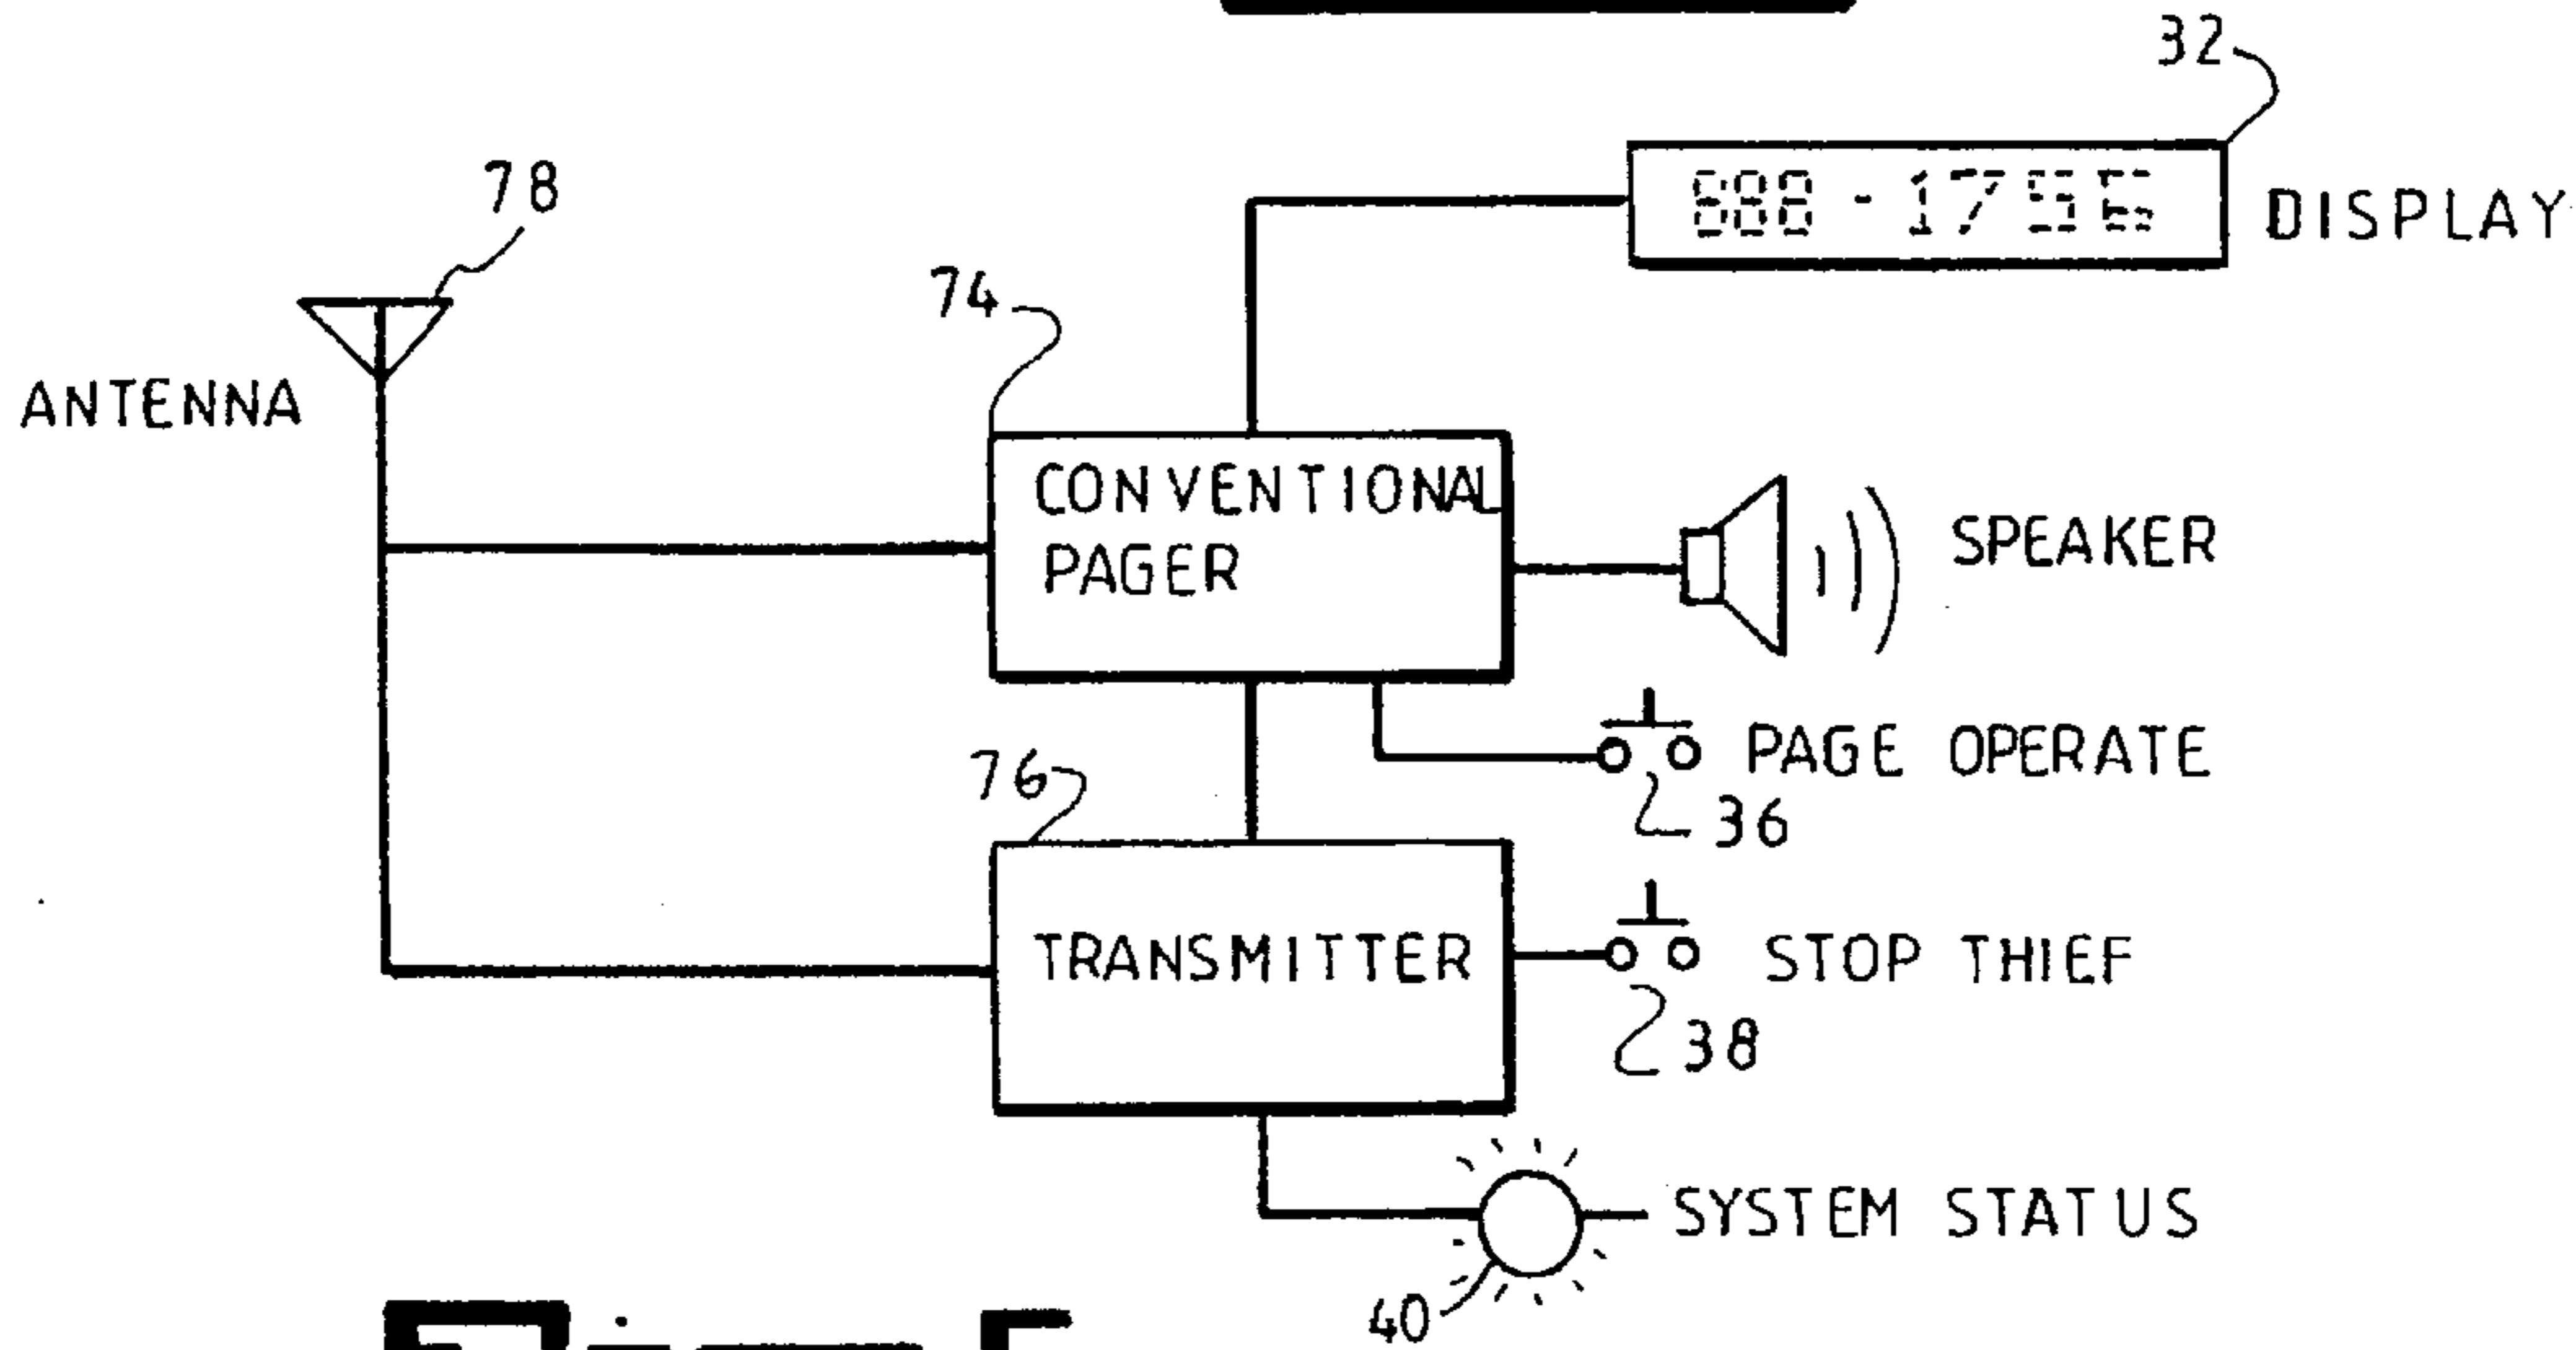 32
DISPLAY
78
74
ANTENNA
CONVENTIONAL
PAGER
SPEAKER
PAGE OPERATE
36
76
TRANSMITTER
STOP THIEF
38
SYSTEM STATUS
40